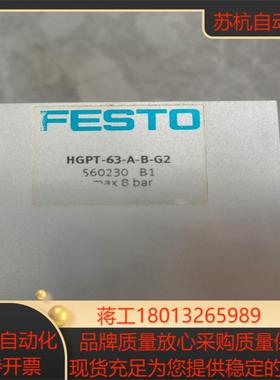 苏杭自动
FESTO
HGPT-63-A-B-G2
560230 B1
max 8 bar
蒋工18013265989
自动化
品牌质量放心采购质量保
开票
现货充足为您提供稳定的